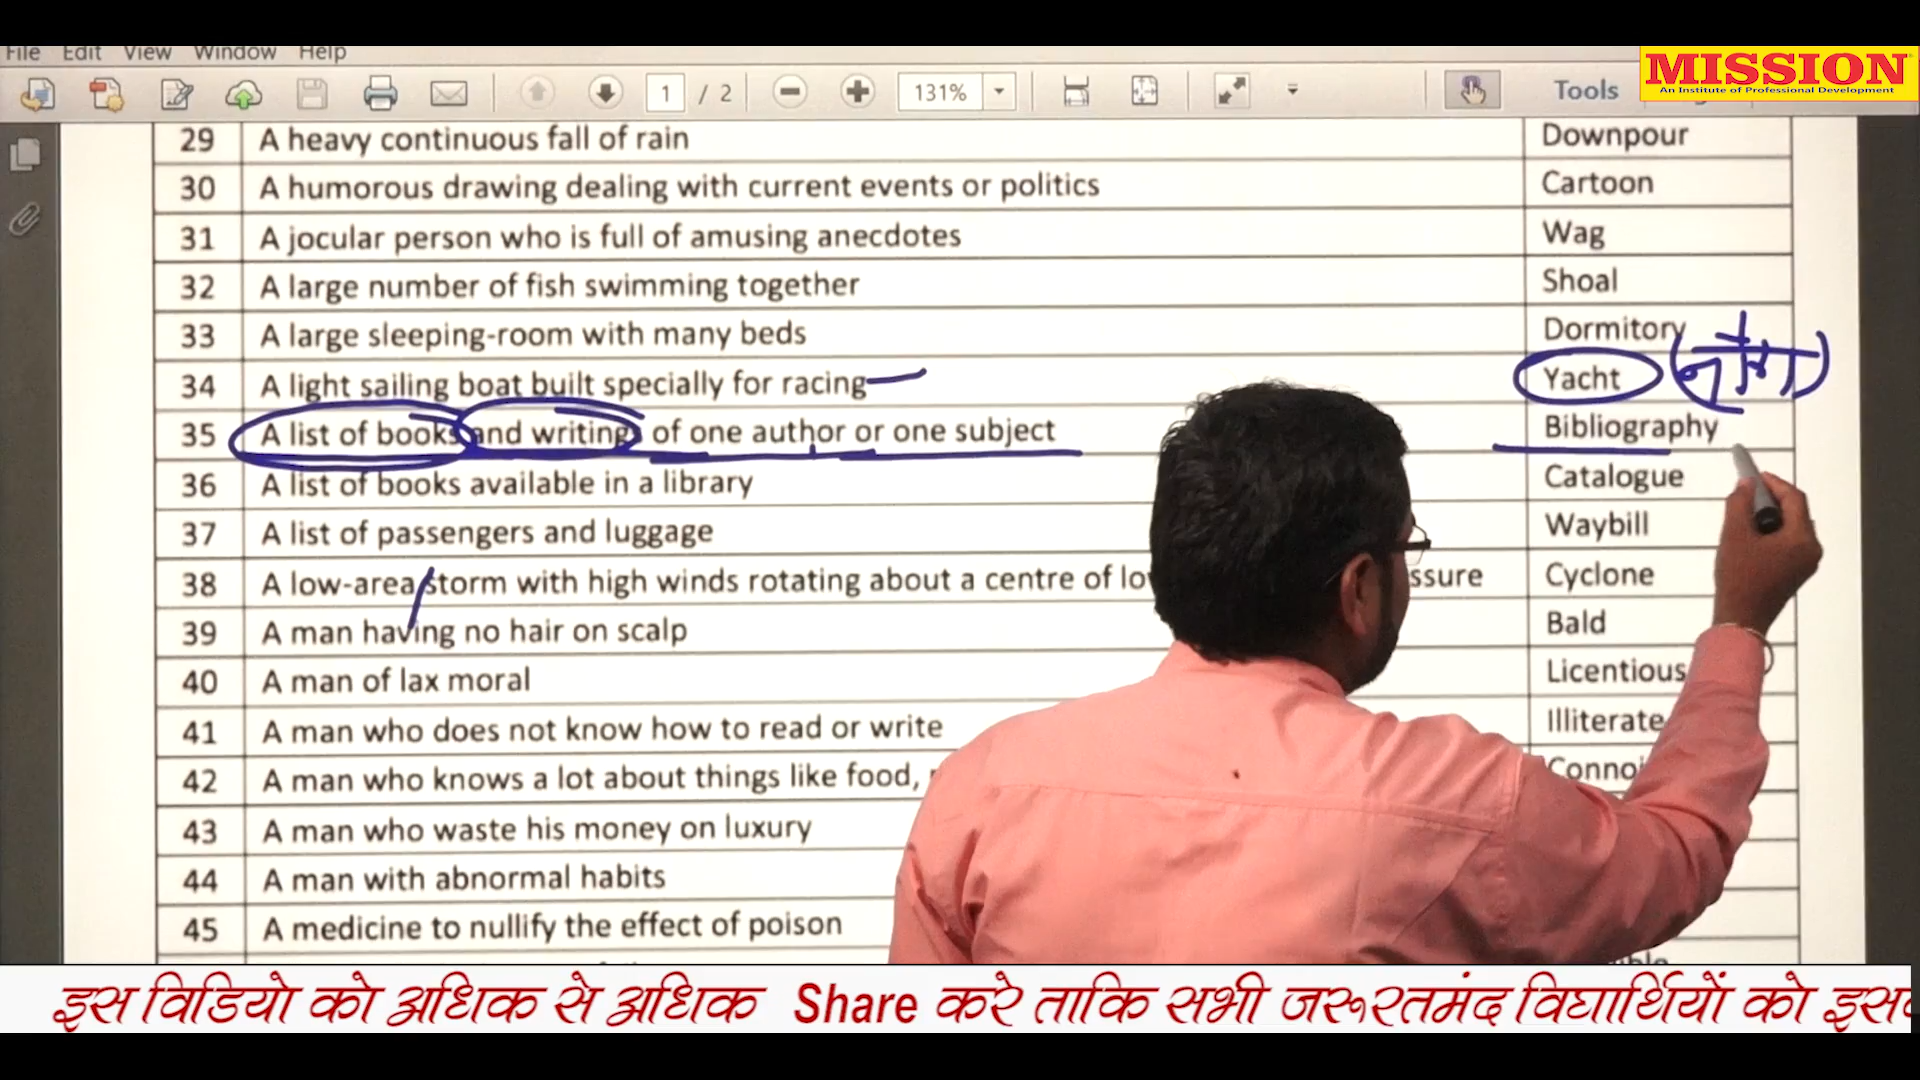 File Edit View Window Help
1 / 2 131% Tools
MISSION
An Institute of Professional Development
29 A heavy continuous fall of rain Downpour
30 A humorous drawing dealing with current events or politics Cartoon
31 A jocular person who is full of amusing anecdotes Wag
32 A large number of fish swimming together Shoal
33 A large sleeping-room with many beds Dormitory
34 A light sailing boat built specially for racing Yacht
35 A list of books and writings of one author or one subject Bibliography
36 A list of books available in a library Catalogue
37 A list of passengers and luggage Waybill
38 A low-area storm with high winds rotating about a centre of lo ssure Cyclone
39 A man having no hair on scalp Bald
40 A man of lax moral Licentious
41 A man who does not know how to read or write Illiterate
42 A man who knows a lot about things like food, Connoi
43 A man who waste his money on luxury
44 A man with abnormal habits
45 A medicine to nullify the effect of poison
इस विडियो को अधिक से अधिक Share करे ताकि सभी जरूरतमंद विद्यार्थियों को इस